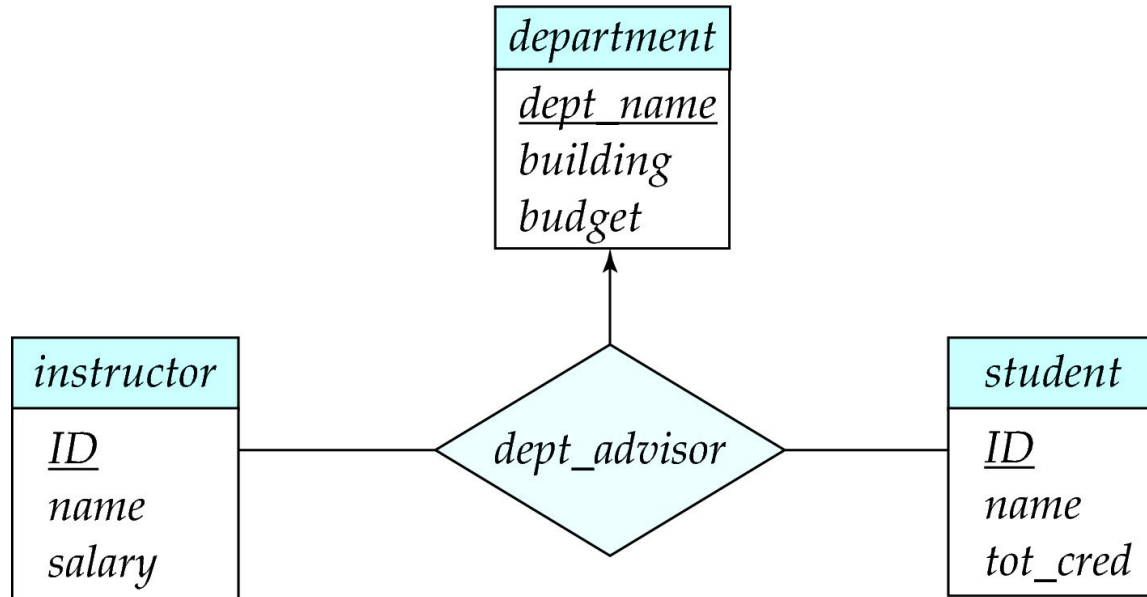 department
dept_name
building
budget
instructor
ID
name
salary
dept_advisor
student
ID
name
tot_cred